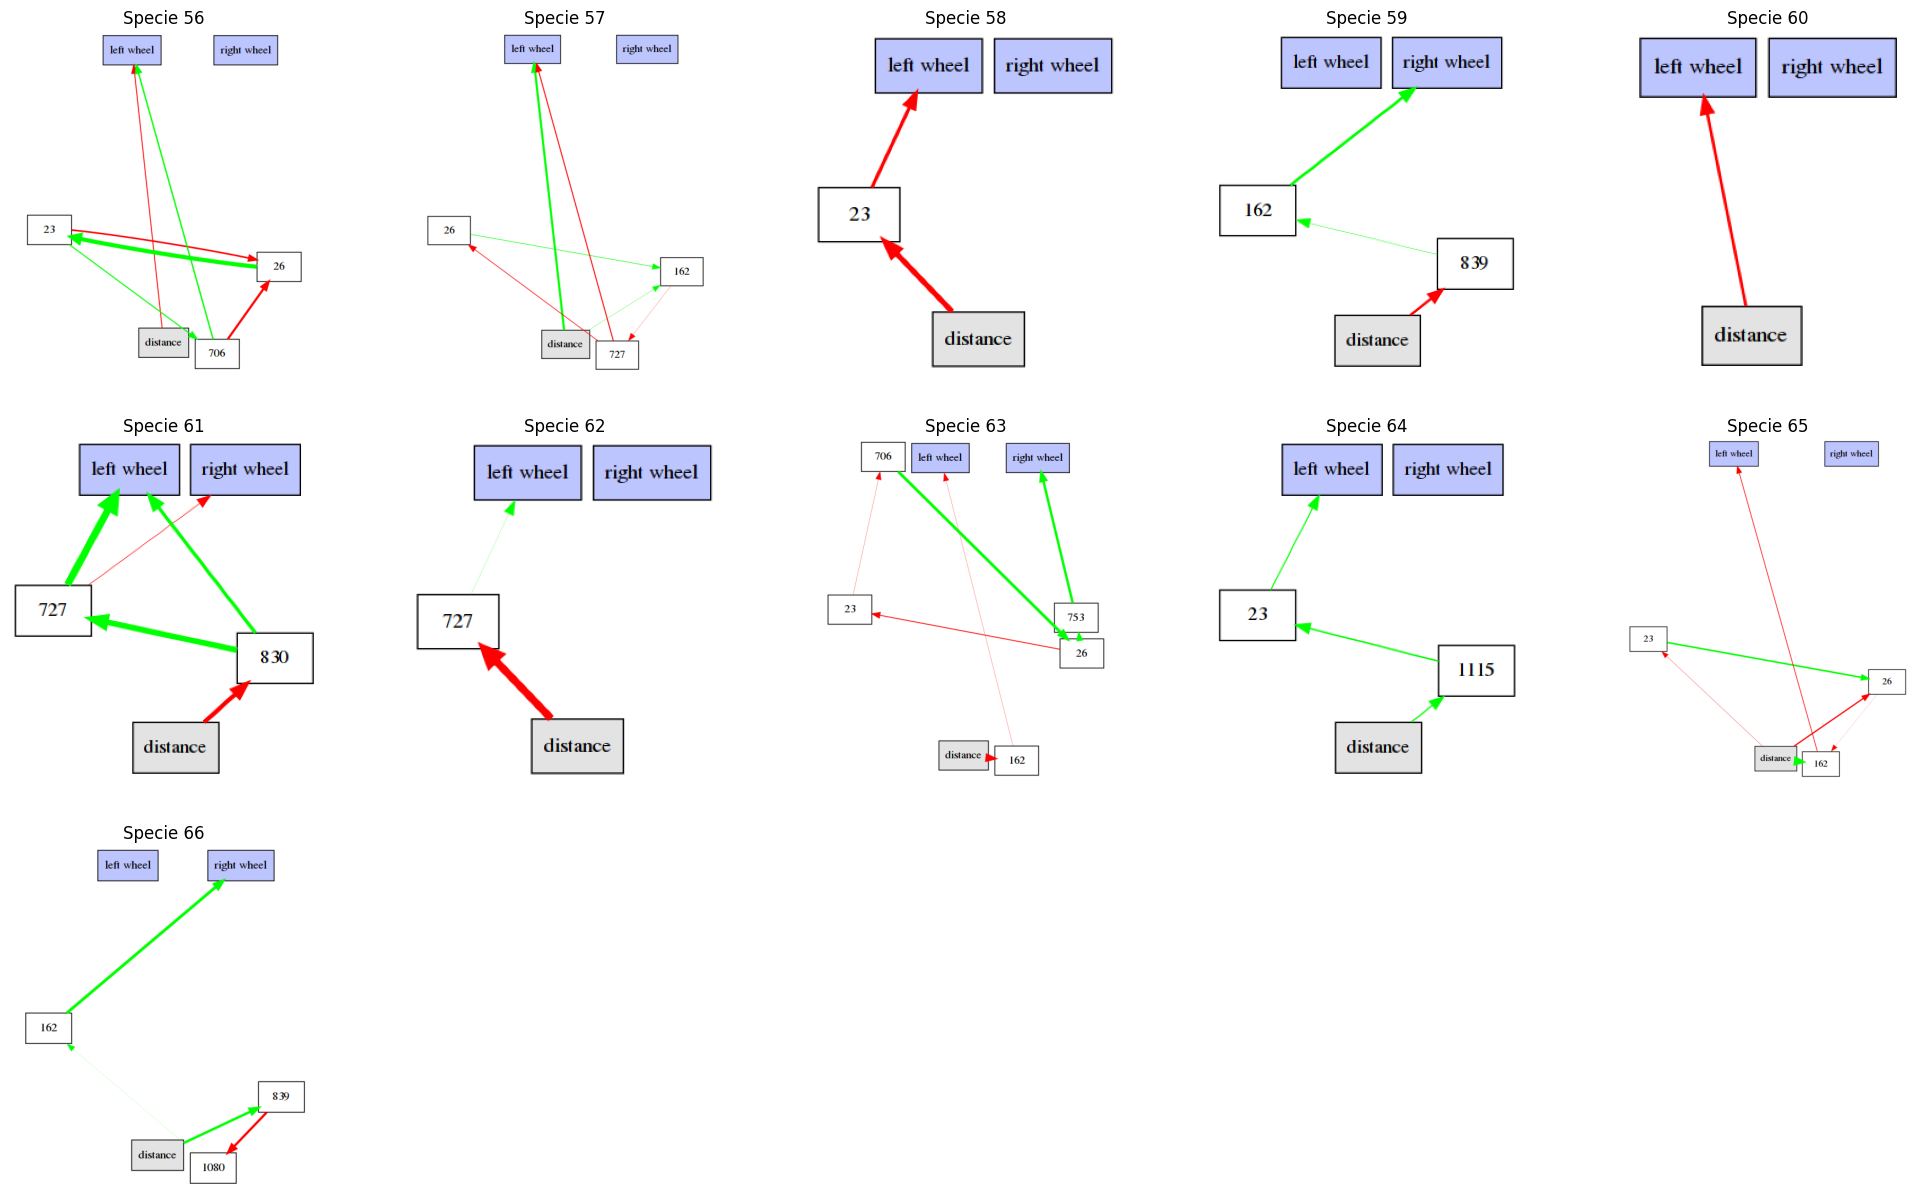 Specie 56
left wheel
right wheel
23
26
distance
706
Specie 57
left wheel
right wheel
26
162
distance
727
Specie 58
left wheel
right wheel
23
distance
Specie 59
left wheel
right wheel
162
839
distance
Specie 60
left wheel
right wheel
distance
Specie 61
left wheel
right wheel
727
830
distance
Specie 62
left wheel
right wheel
727
distance
Specie 63
706
left wheel
right wheel
23
753
26
distance
162
Specie 64
left wheel
right wheel
23
1115
distance
Specie 65
left wheel
right wheel
23
26
distance
162
Specie 66
left wheel
right wheel
162
839
distance
1080